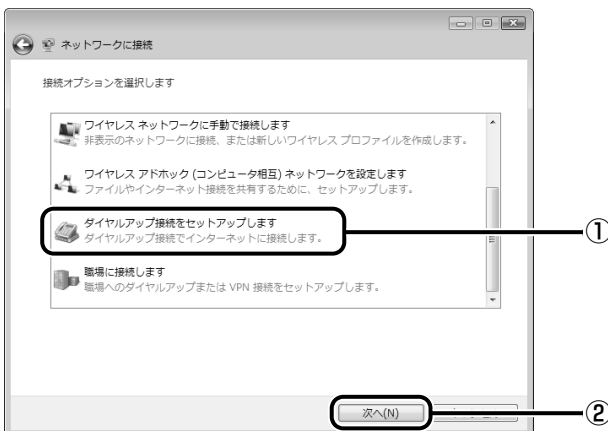 ネットワークに接続
接続オプションを選択します
ワイヤレス ネットワークに手動で接続します
非表示のネットワークに接続、または新しいワイヤレス プロファイルを作成します。
ワイヤレス アドホック (コンピュータ相互) ネットワークを設定します
ファイルやインターネット接続を共有するために、セットアップします。
ダイヤルアップ接続をセットアップします
ダイヤルアップ接続でインターネットに接続します。
①
職場に接続します
職場へのダイヤルアップまたは VPN 接続をセットアップします。
次へ(N)
②